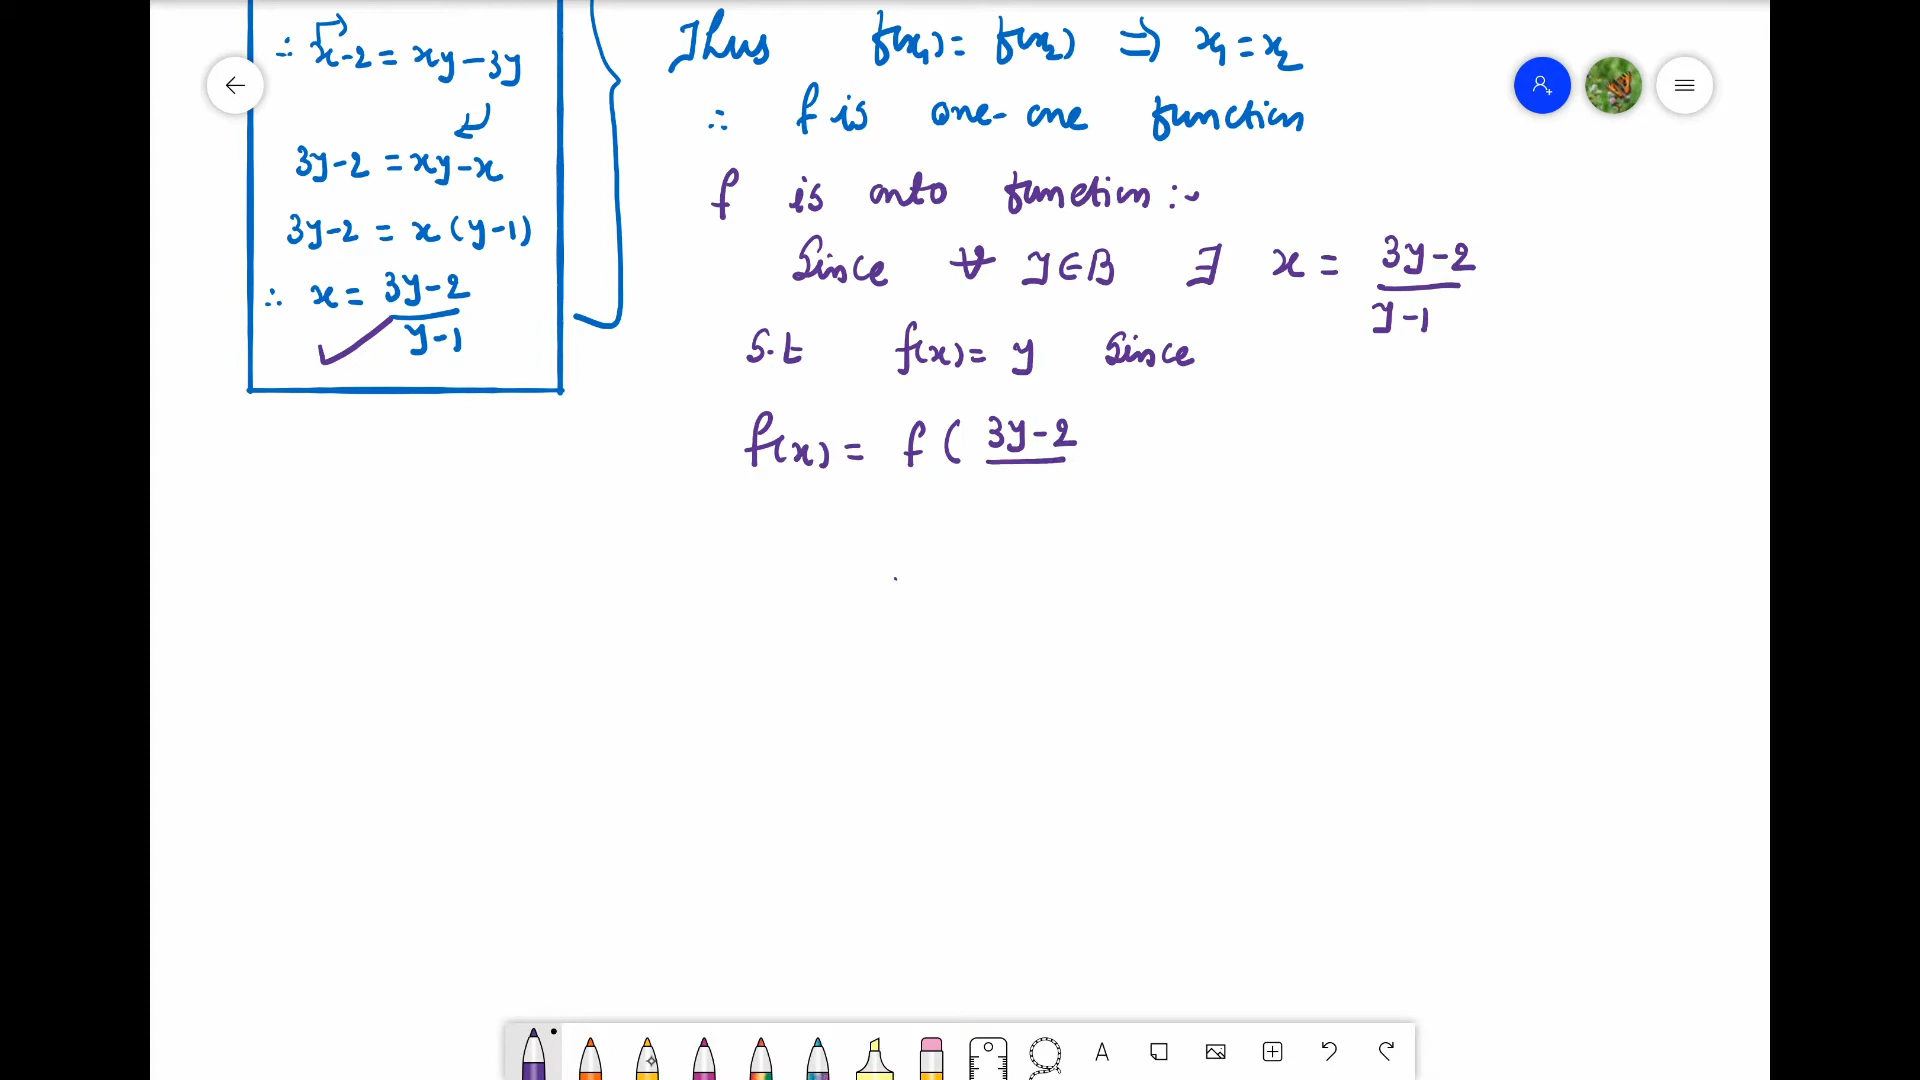 ∴ x-2 = xy-3y
3y-2 = xy-x
3y-2 = x(y-1)
∴ x = 3y-2
y-1
Thus f(x₁) = f(x₂) ⇒ x₁ = x₂
∴ f is one-one function
f is onto function :-
Since ∀ y∈B ∃ x = 3y-2
y-1
S.t f(x) = y Since
f(x) = f ( 3y-2
A